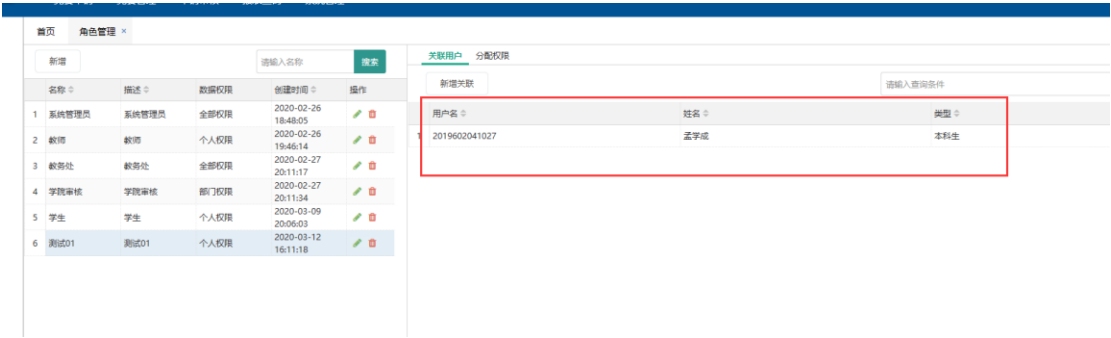 首页 角色管理 ×
新增 请输入名称 搜索
名称 描述 数据权限 创建时间 操作
1 系统管理员 系统管理员 全部权限 2020-02-26 18:48:05
2 教师 教师 个人权限 2020-02-26 19:46:14
3 教务处 教务处 全部权限 2020-02-27 20:11:17
4 学院审核 学院审核 部门权限 2020-02-27 20:11:34
5 学生 学生 个人权限 2020-03-09 20:06:03
6 测试01 测试01 个人权限 2020-03-12 16:11:18
关联用户 分配权限
新增关联 请输入查询条件
用户名 姓名 类型
1 2019602041027 孟学成 本科生